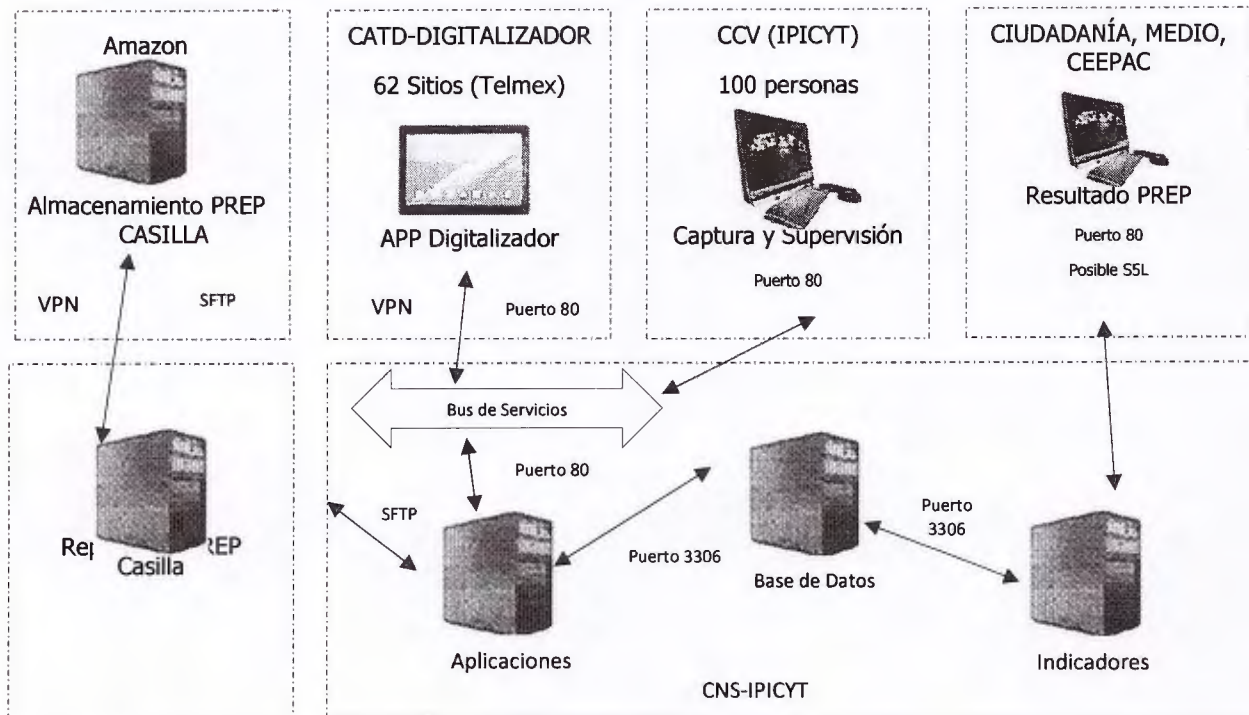 Amazon
Almacenamiento PREP
CASILLA
VPN
SFTP
CATD-DIGITALIZADOR
62 Sitios (Telmex)
APP Digitalizador
VPN
Puerto 80
CCV (IPICYT)
100 personas
Captura y Supervisión
Puerto 80
CIUDADANÍA, MEDIO,
CEEPAC
Resultado PREP
Puerto 80
Posible S5L
Casilla
Bus de Servicios
Puerto 80
SFTP
Puerto 3306
Aplicaciones
Base de Datos
Puerto
3306
Indicadores
CNS-IPICYT